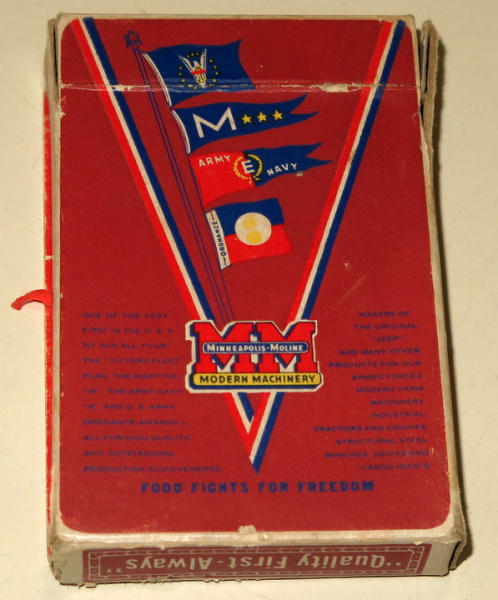 M
ARMY E NAVY
ORDNANCE
MM
MINNEAPOLIS-MOLINE
MODERN MACHINERY
ONE OF THE VERY
FIRST IN THE U.S.A.
TO WIN ALL FOUR
THE "VICTORY FLEET
FLAG, THE MARITIME
"M" THE ARMY-NAVY
"E" AND U.S. ARMY
ORDNANCE AWARDS—
ALL FOR HIGH QUALITY
AND OUTSTANDING
PRODUCTION ACHIEVEMENTS
MAKERS OF
THE ORIGINAL
"JEEP"
AND MANY OTHER
PRODUCTS FOR OUR
ARMED FORCES
MODERN FARM
MACHINERY
INDUSTRIAL
TRACTORS AND ENGINES
STRUCTURAL STEEL
WINCHES, DAVITS AND
CARGO HOISTS
FOOD FIGHTS FOR FREEDOM
"Quality First-Always"